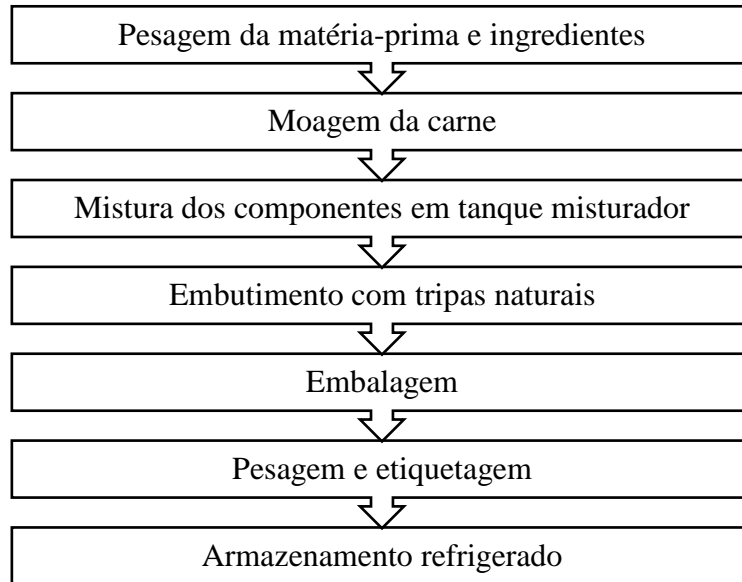 Pesagem da matéria-prima e ingredientes
Moagem da carne
Mistura dos componentes em tanque misturador
Embutimento com tripas naturais
Embalagem
Pesagem e etiquetagem
Armazenamento refrigerado